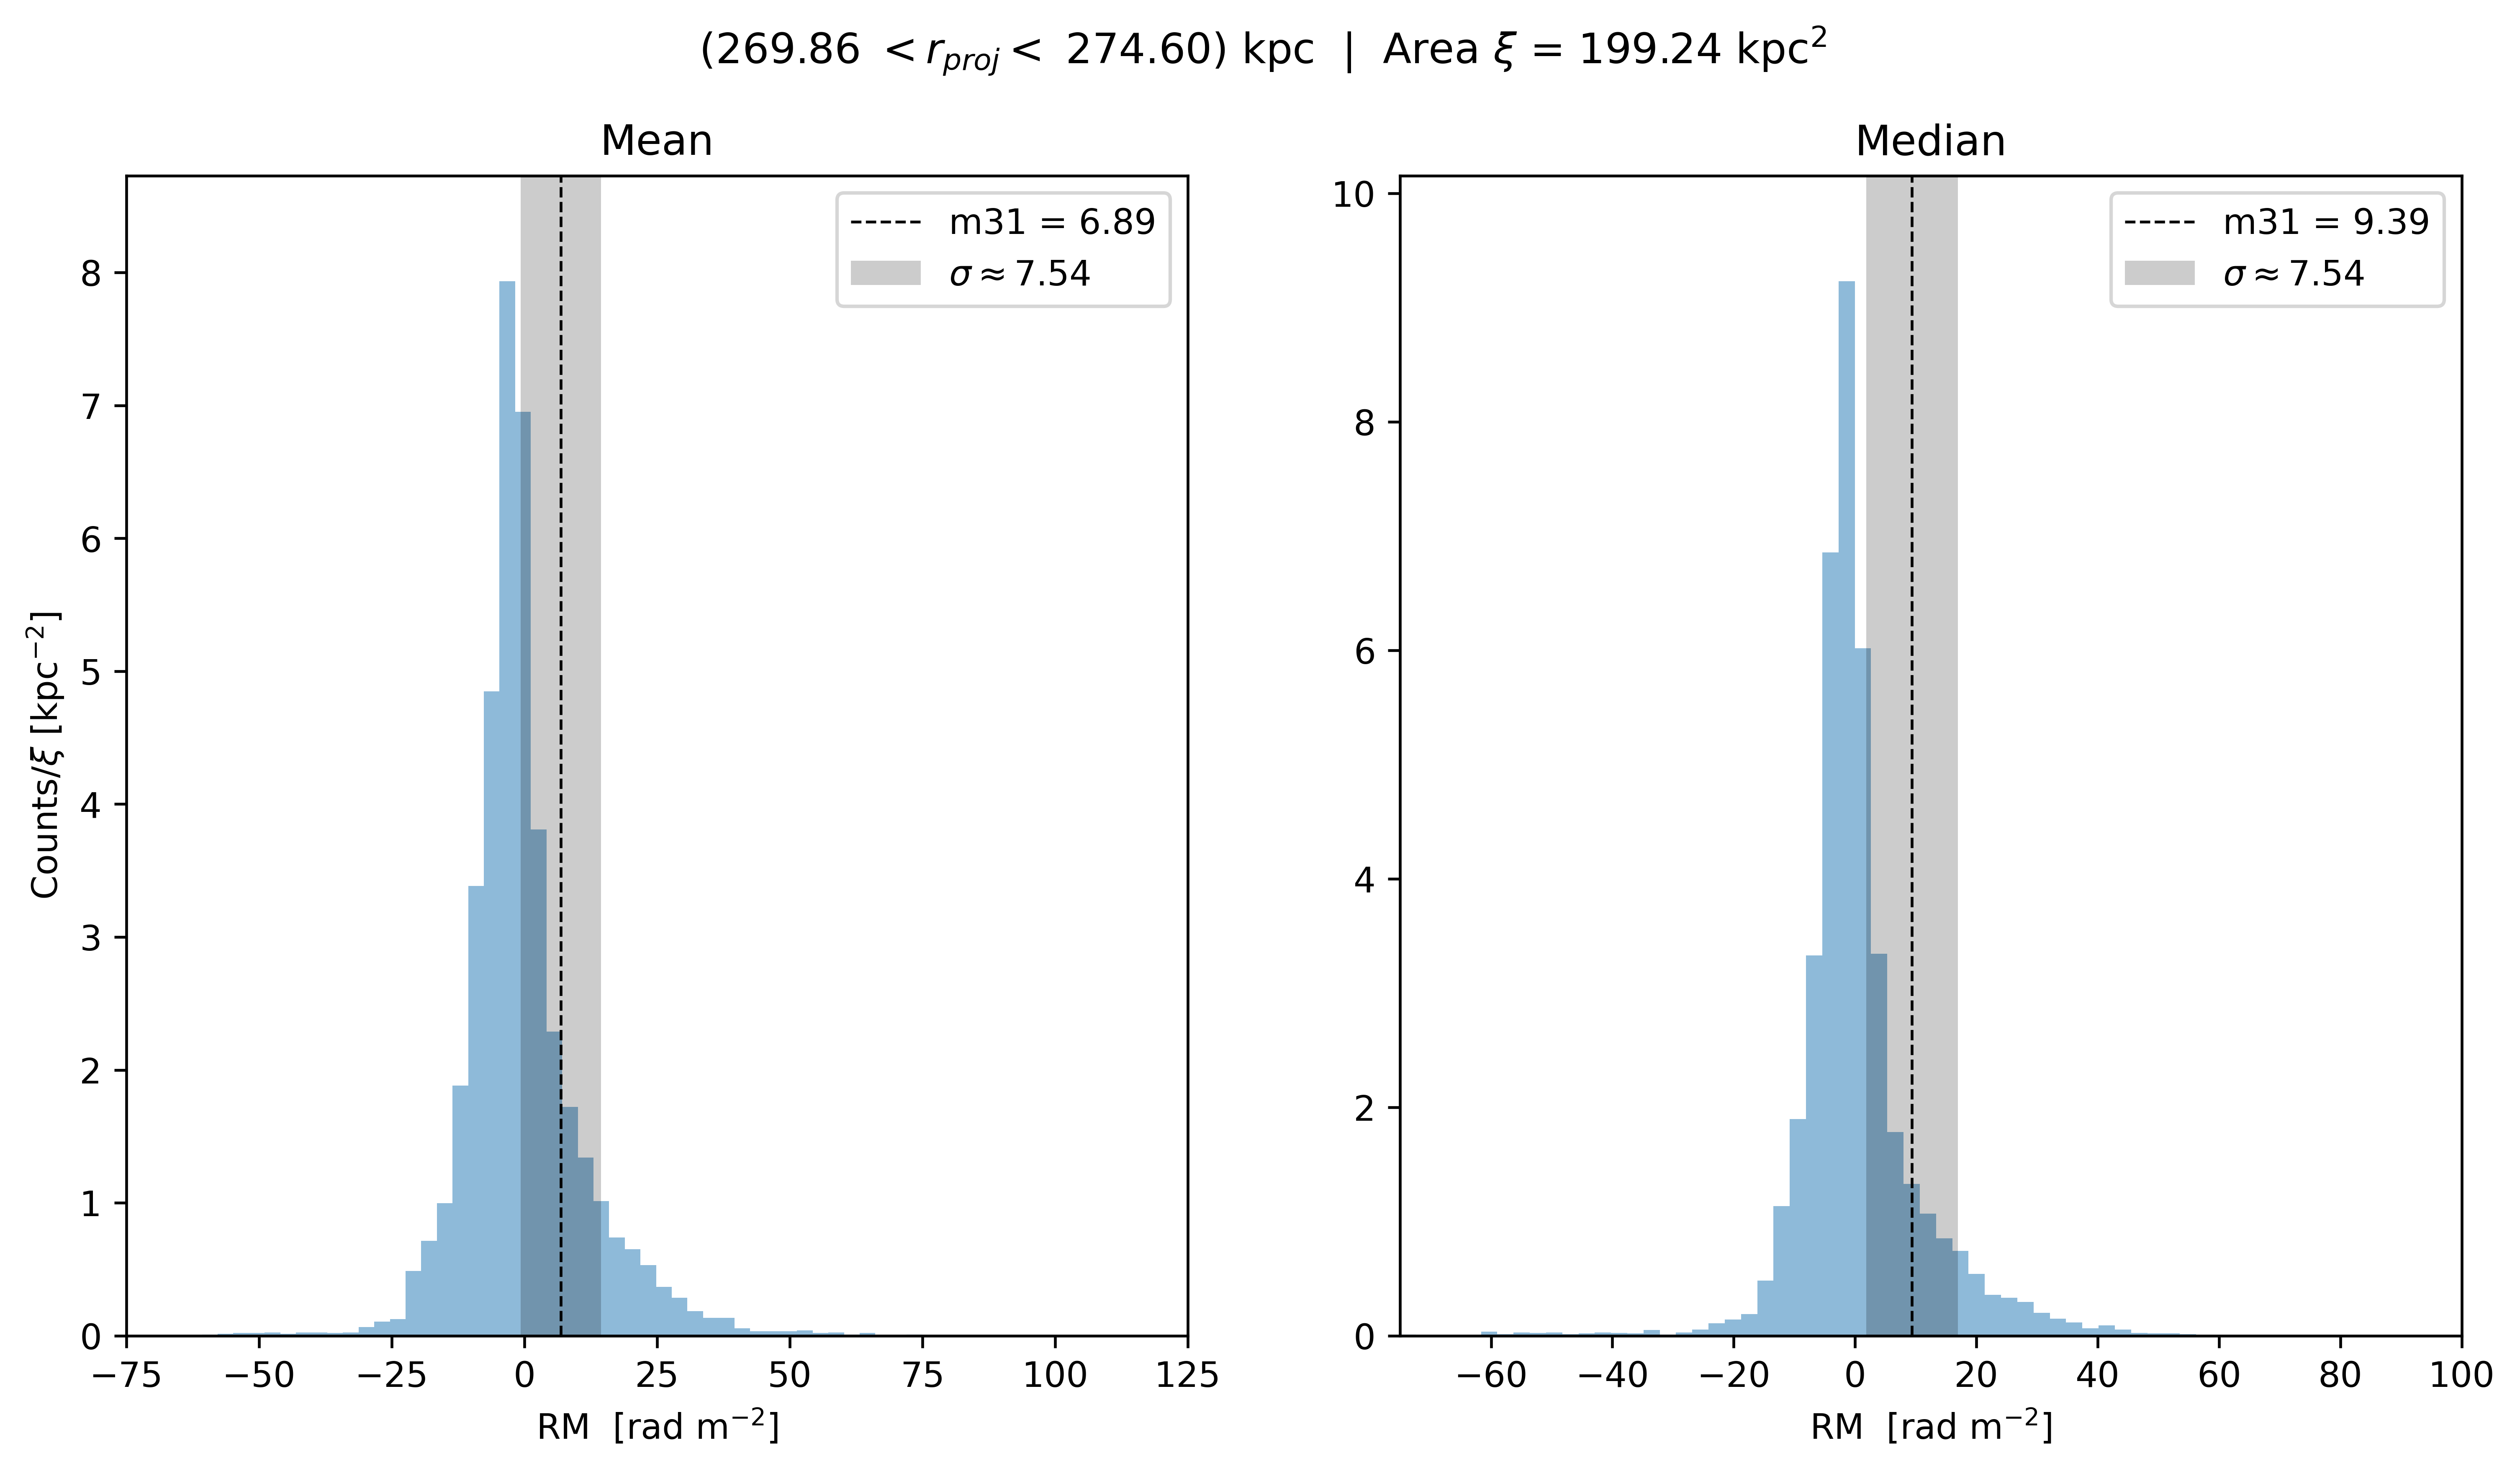 (269.86 < r_proj < 274.60) kpc | Area ξ = 199.24 kpc²
Mean
m31 = 6.89
σ ≈ 7.54
8
7
6
5
4
3
2
1
0
Counts/ξ [kpc⁻²]
−75 −50 −25 0 25 50 75 100 125
RM [rad m⁻²]
Median
m31 = 9.39
σ ≈ 7.54
10
8
6
4
2
0
−60 −40 −20 0 20 40 60 80 100
RM [rad m⁻²]